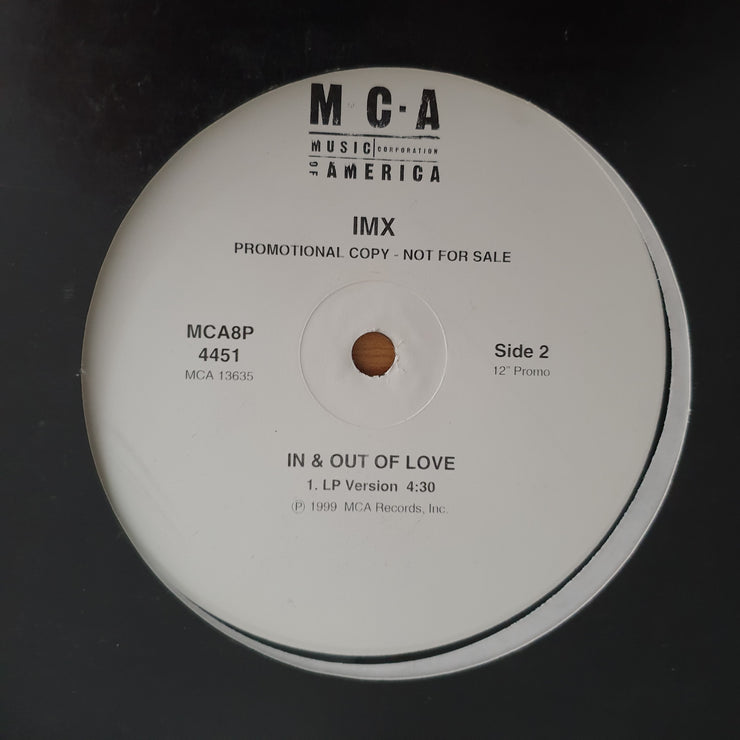 MC·A
MUSIC CORPORATION
OF AMERICA
IMX
PROMOTIONAL COPY - NOT FOR SALE
MCA8P
4451
MCA 13635
Side 2
12" Promo
IN & OUT OF LOVE
1. LP Version 4:30
℗ 1999 MCA Records, Inc.